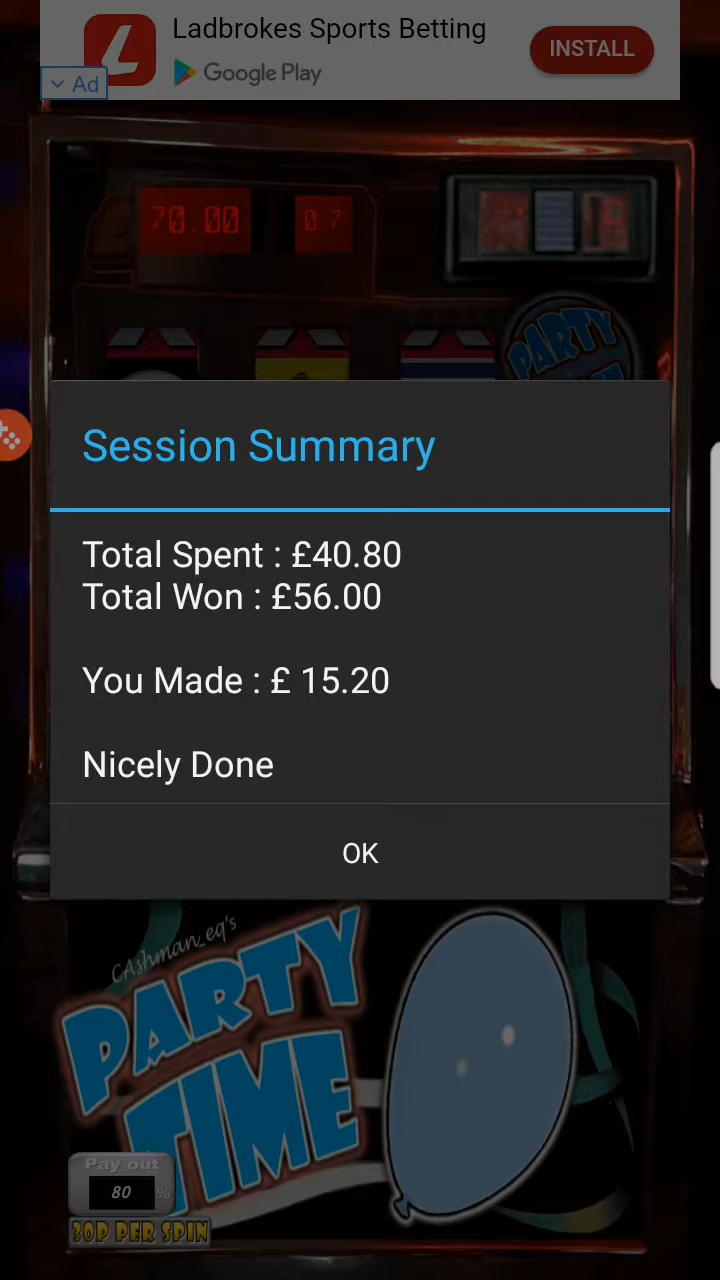 Ladbrokes Sports Betting
Google Play
INSTALL
Ad
70.00
0.7
PARTY
Session Summary
Total Spent : £40.80
Total Won : £56.00
You Made : £ 15.20
Nicely Done
OK
CAshman_eq's
PARTY
TIME
Pay out
80 %
30P PER SPIN